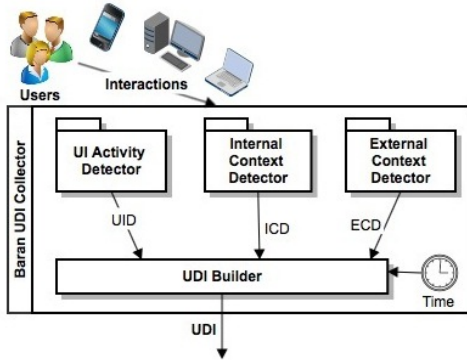 Users
Interactions
Baran UDI Collector
UI Activity
Detector
Internal
Context
Detector
External
Context
Detector
UID
ICD
ECD
UDI Builder
Time
UDI